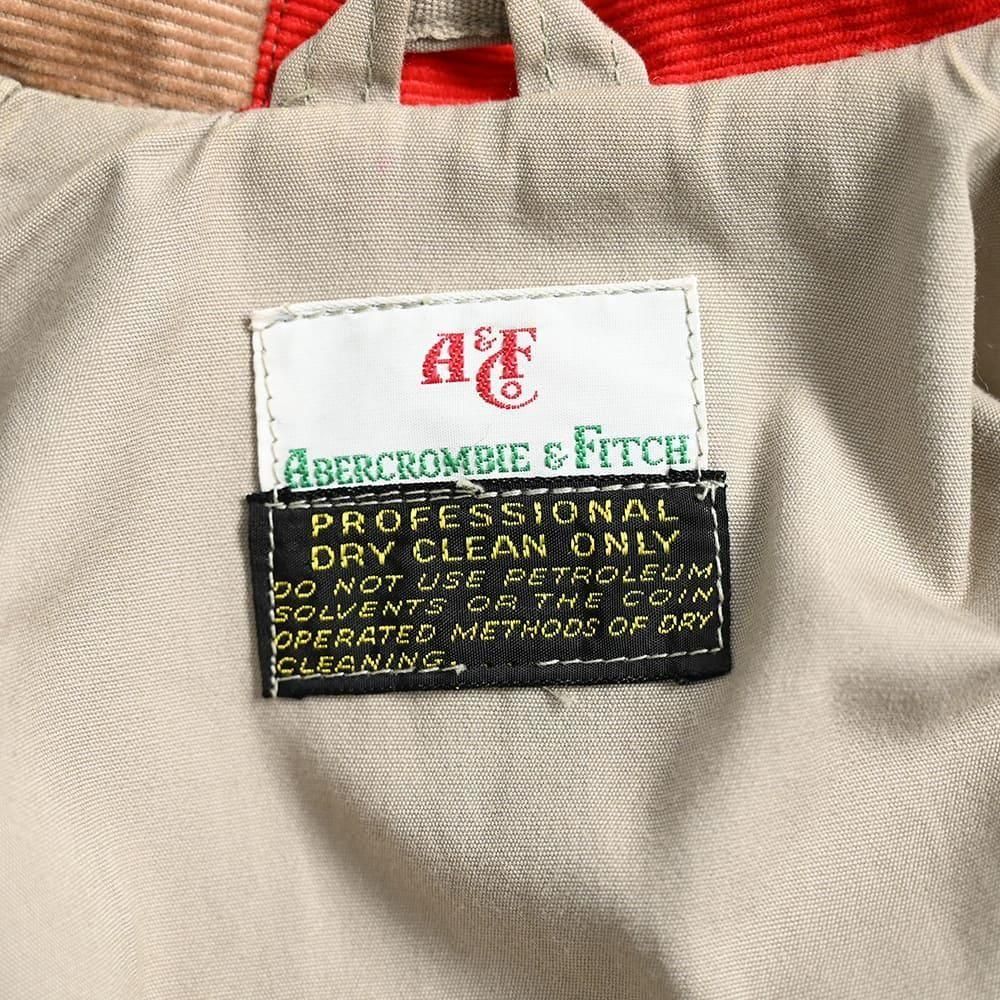 A&F
Co
ABERCROMBIE & FITCH
PROFESSIONAL
DRY CLEAN ONLY
DO NOT USE PETROLEUM
SOLVENTS OR THE COIN
OPERATED METHODS OF DRY
CLEANING.